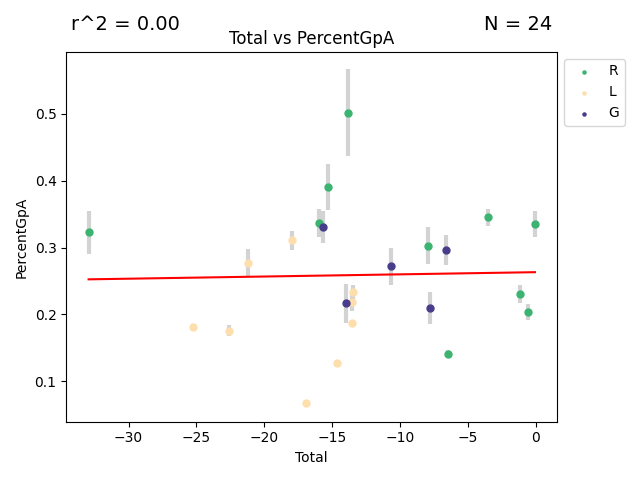 r^2 = 0.00
N = 24
Total vs PercentGpA
R
L
G
PercentGpA
0.5
0.4
0.3
0.2
0.1
−30
−25
−20
−15
−10
−5
0
Total